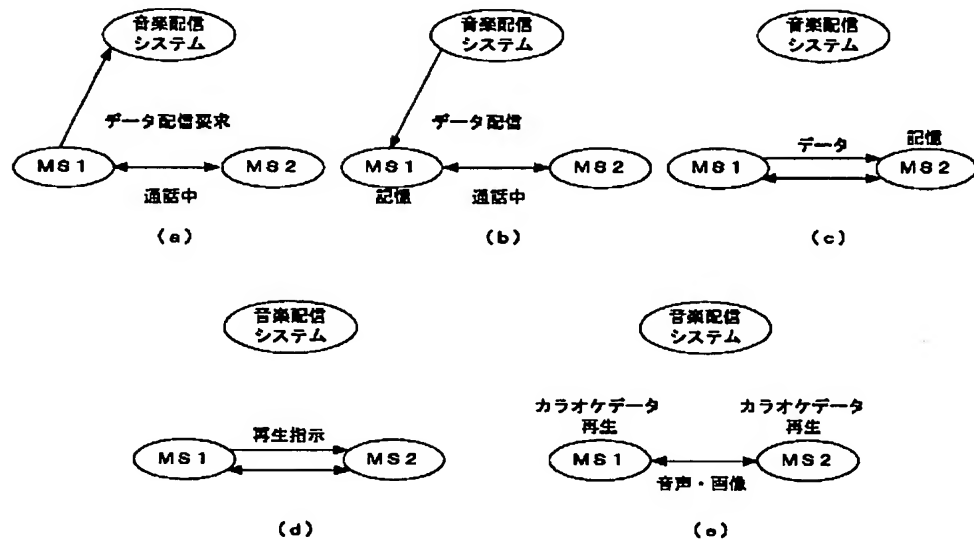 音楽配信
システム
データ配信要求
MS1
MS2
通話中
(a)
音楽配信
システム
データ配信
MS1
MS2
記憶
通話中
(b)
音楽配信
システム
データ
記憶
MS1
MS2
(c)
音楽配信
システム
再生指示
MS1
MS2
(d)
音楽配信
システム
カラオケデータ
再生
カラオケデータ
再生
MS1
MS2
音声・画像
(e)